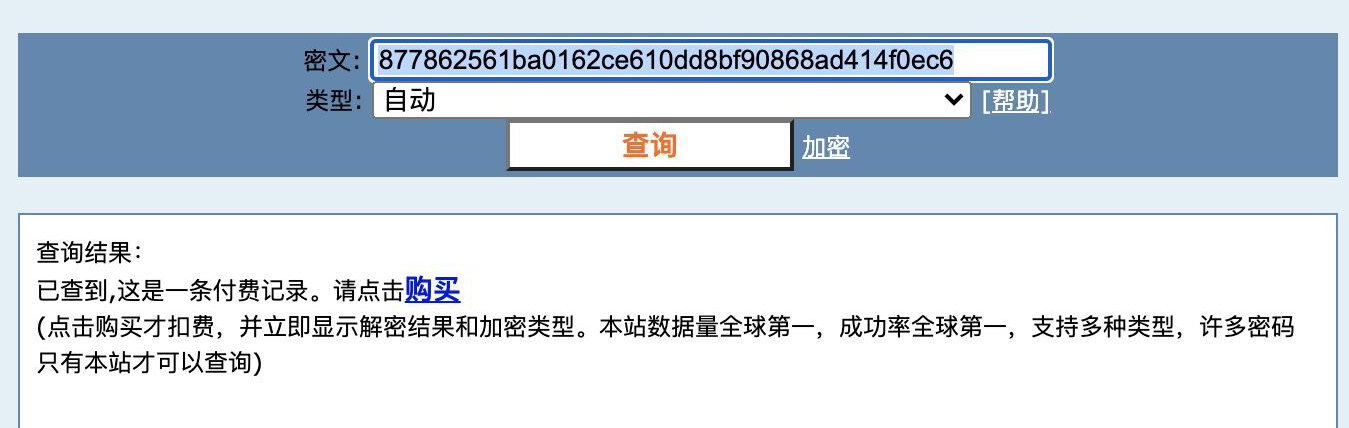 密文: 877862561ba0162ce610dd8bf90868ad414f0ec6
类型: 自动 [帮助]
查询 加密
查询结果:
已查到,这是一条付费记录。请点击购买
(点击购买才扣费，并立即显示解密结果和加密类型。本站数据量全球第一，成功率全球第一，支持多种类型，许多密码
只有本站才可以查询)